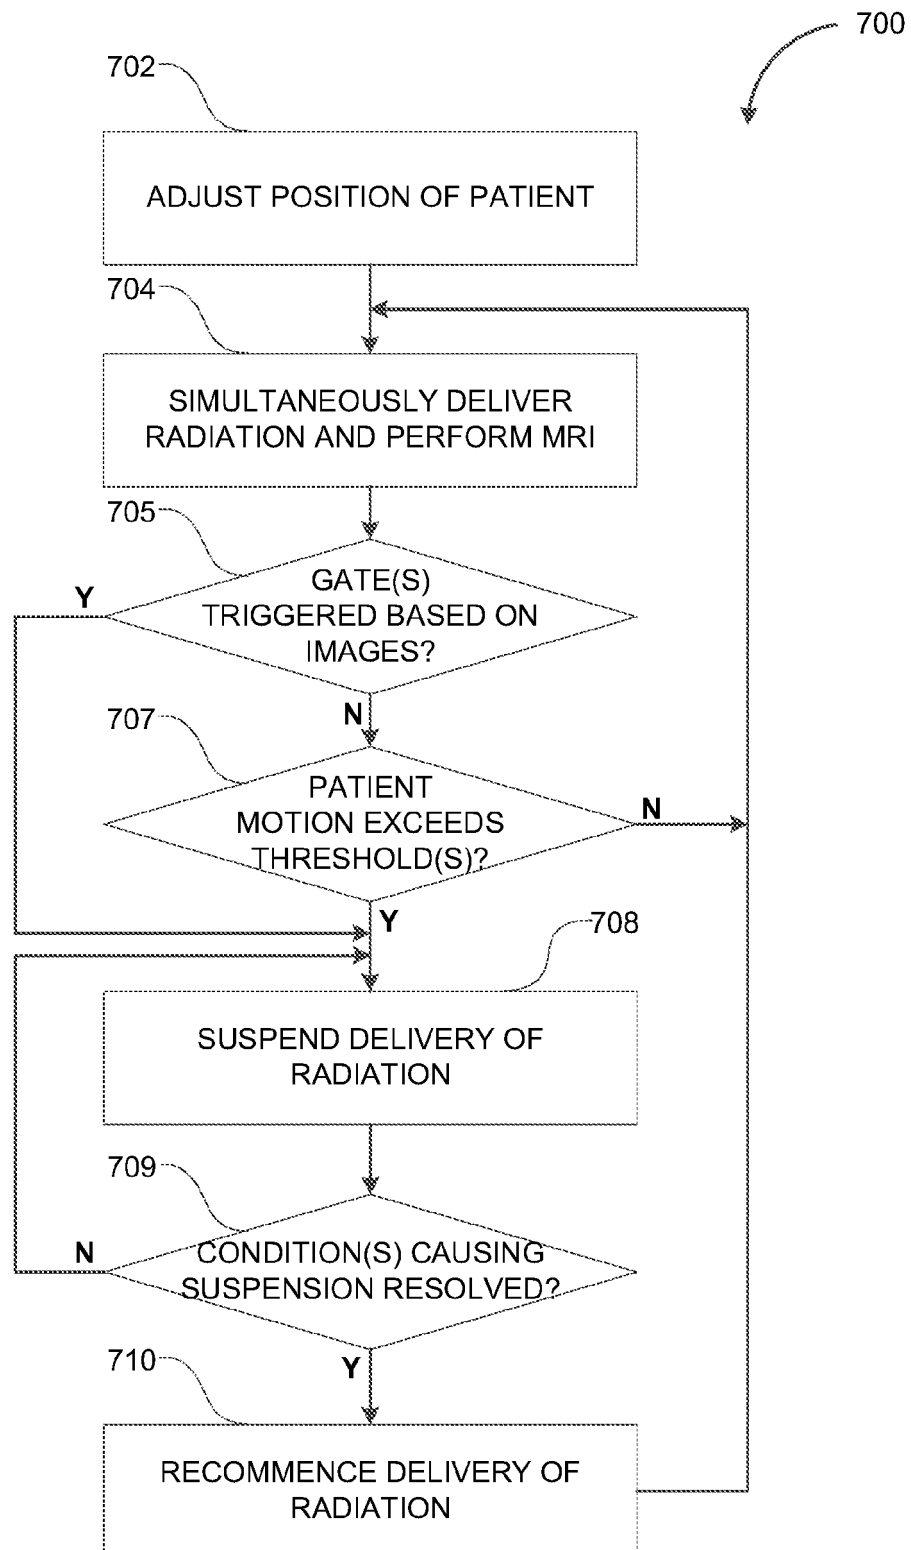 700
702
ADJUST POSITION OF PATIENT
704
SIMULTANEOUSLY DELIVER
RADIATION AND PERFORM MRI
705
Y
GATE(S)
TRIGGERED BASED ON
IMAGES?
N
707
PATIENT
MOTION EXCEEDS
THRESHOLD(S)?
N
Y
708
SUSPEND DELIVERY OF
RADIATION
709
N
CONDITION(S) CAUSING
SUSPENSION RESOLVED?
Y
710
RECOMMENCE DELIVERY OF
RADIATION